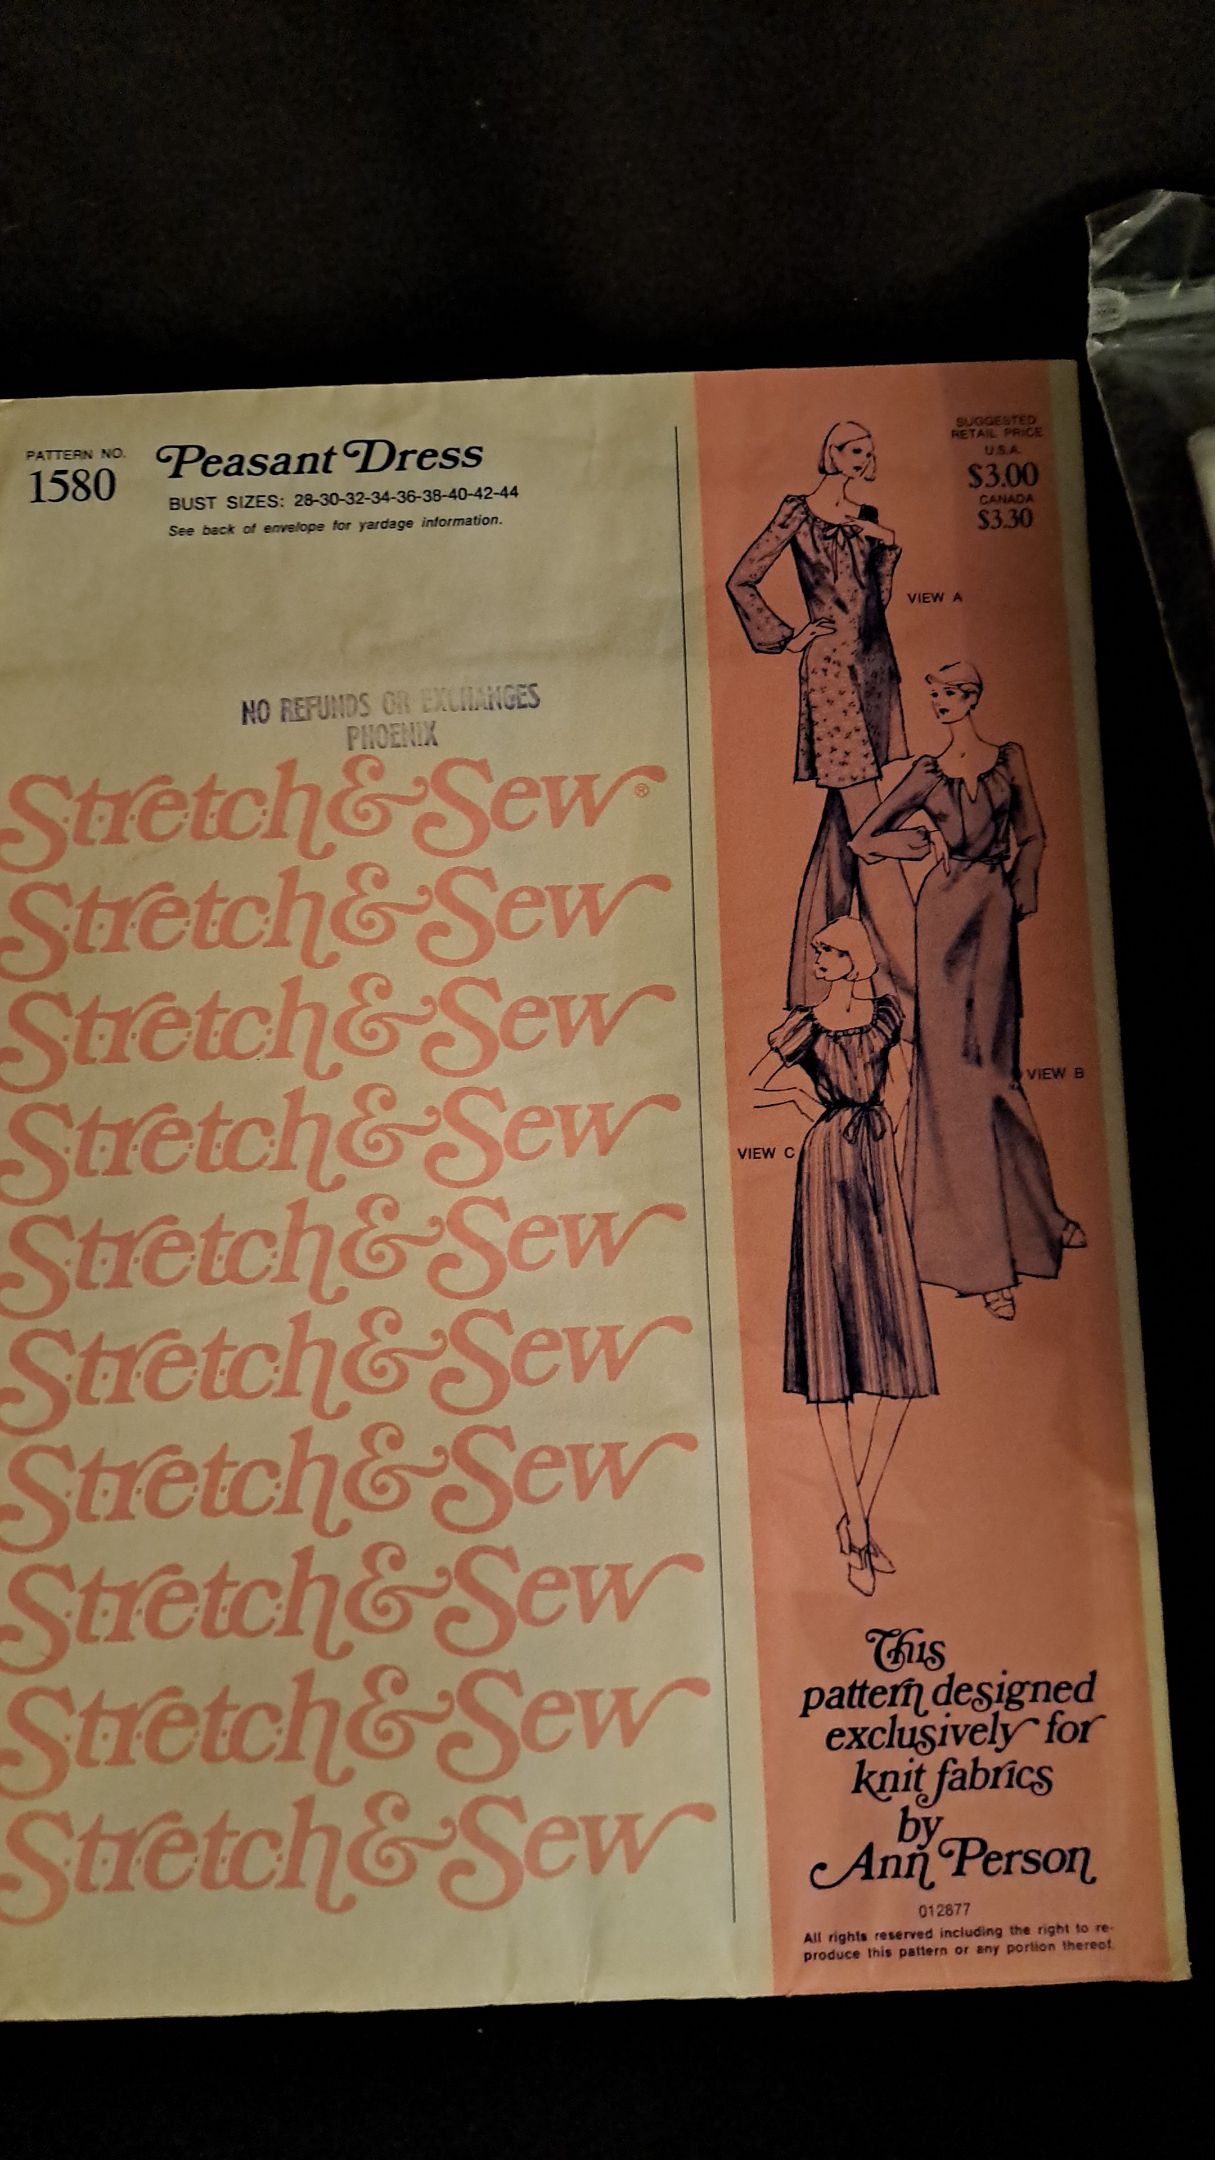 PATTERN NO.
1580
Peasant Dress
BUST SIZES: 28-30-32-34-36-38-40-42-44
See back of envelope for yardage information.
NO REFUNDS OR EXCHANGES
PHOENIX
Stretch & Sew®
Stretch & Sew
Stretch & Sew
Stretch & Sew
Stretch & Sew
Stretch & Sew
Stretch & Sew
Stretch & Sew
Stretch & Sew
Stretch & Sew
SUGGESTED
RETAIL PRICE
U.S.A.
$3.00
CANADA
$3.30
VIEW A
VIEW B
VIEW C
This
pattern designed
exclusively for
knit fabrics
by
Ann Person
012877
All rights reserved including the right to re-
produce this pattern or any portion thereof.